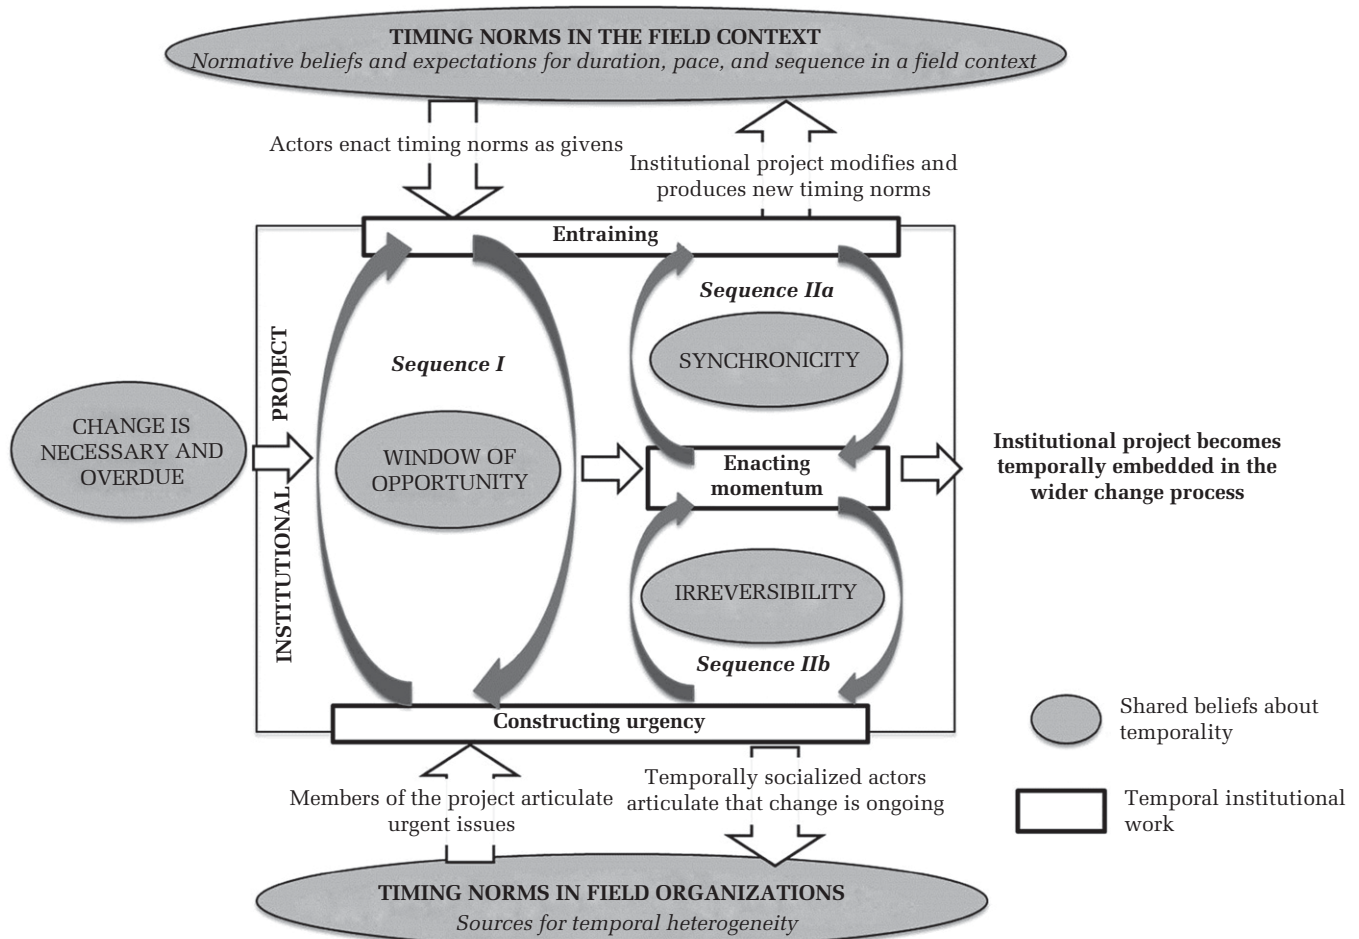 TIMING NORMS IN THE FIELD CONTEXT
Normative beliefs and expectations for duration, pace, and sequence in a field context
Actors enact timing norms as givens
Institutional project modifies and
produces new timing norms
Entraining
Sequence IIa
SYNCHRONICITY
Sequence I
INSTITUTIONAL PROJECT
CHANGE IS
NECESSARY AND
OVERDUE
WINDOW OF
OPPORTUNITY
Enacting
momentum
Institutional project becomes
temporally embedded in the
wider change process
IRREVERSIBILITY
Sequence IIb
Constructing urgency
Shared beliefs about
temporality
Members of the project articulate
urgent issues
Temporally socialized actors
articulate that change is ongoing
Temporal institutional
work
TIMING NORMS IN FIELD ORGANIZATIONS
Sources for temporal heterogeneity